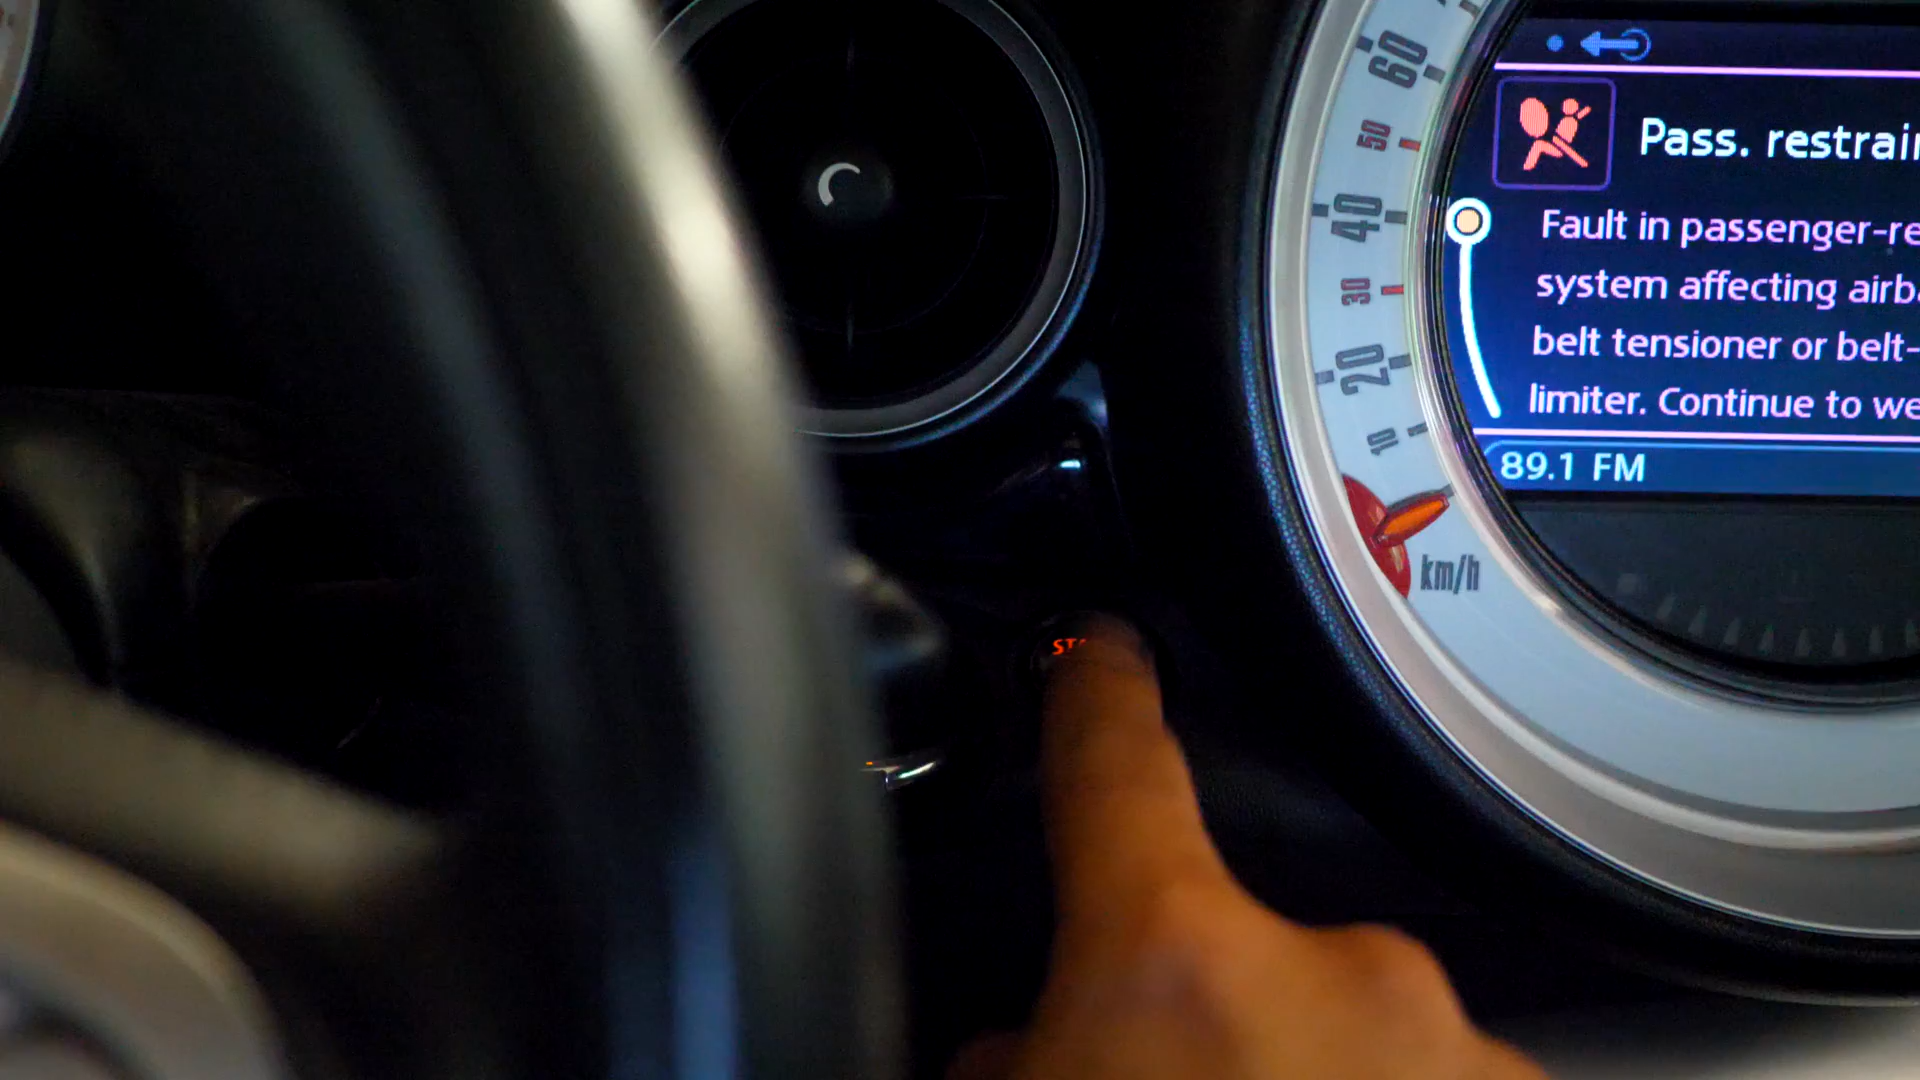 60
50
40
30
20
10
km/h
Pass. restrain
Fault in passenger-re
system affecting airb
belt tensioner or belt-
limiter. Continue to we
89.1 FM
STA